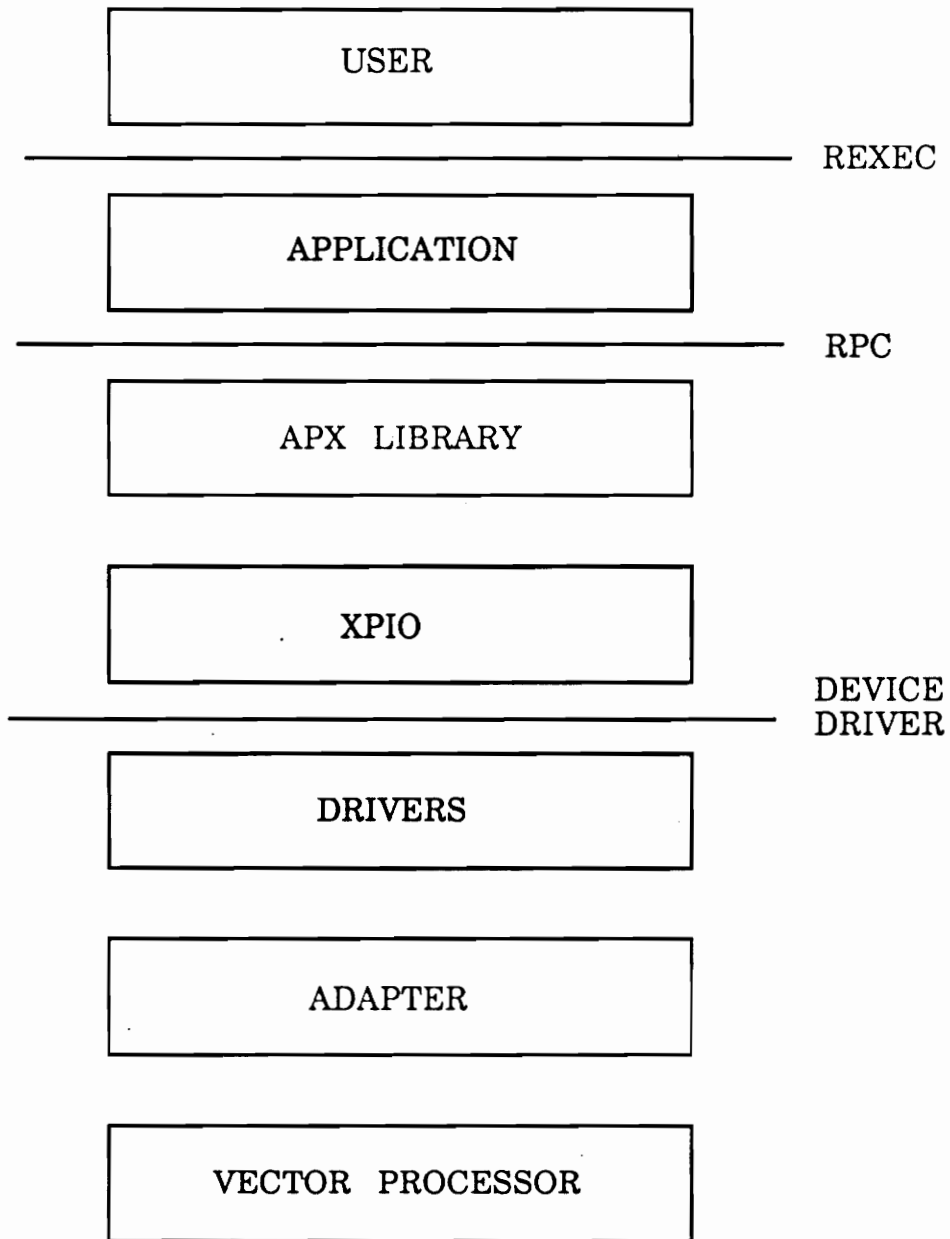 USER
REXEC
APPLICATION
RPC
APX LIBRARY
XPIO
DEVICE
DRIVER
DRIVERS
ADAPTER
VECTOR PROCESSOR